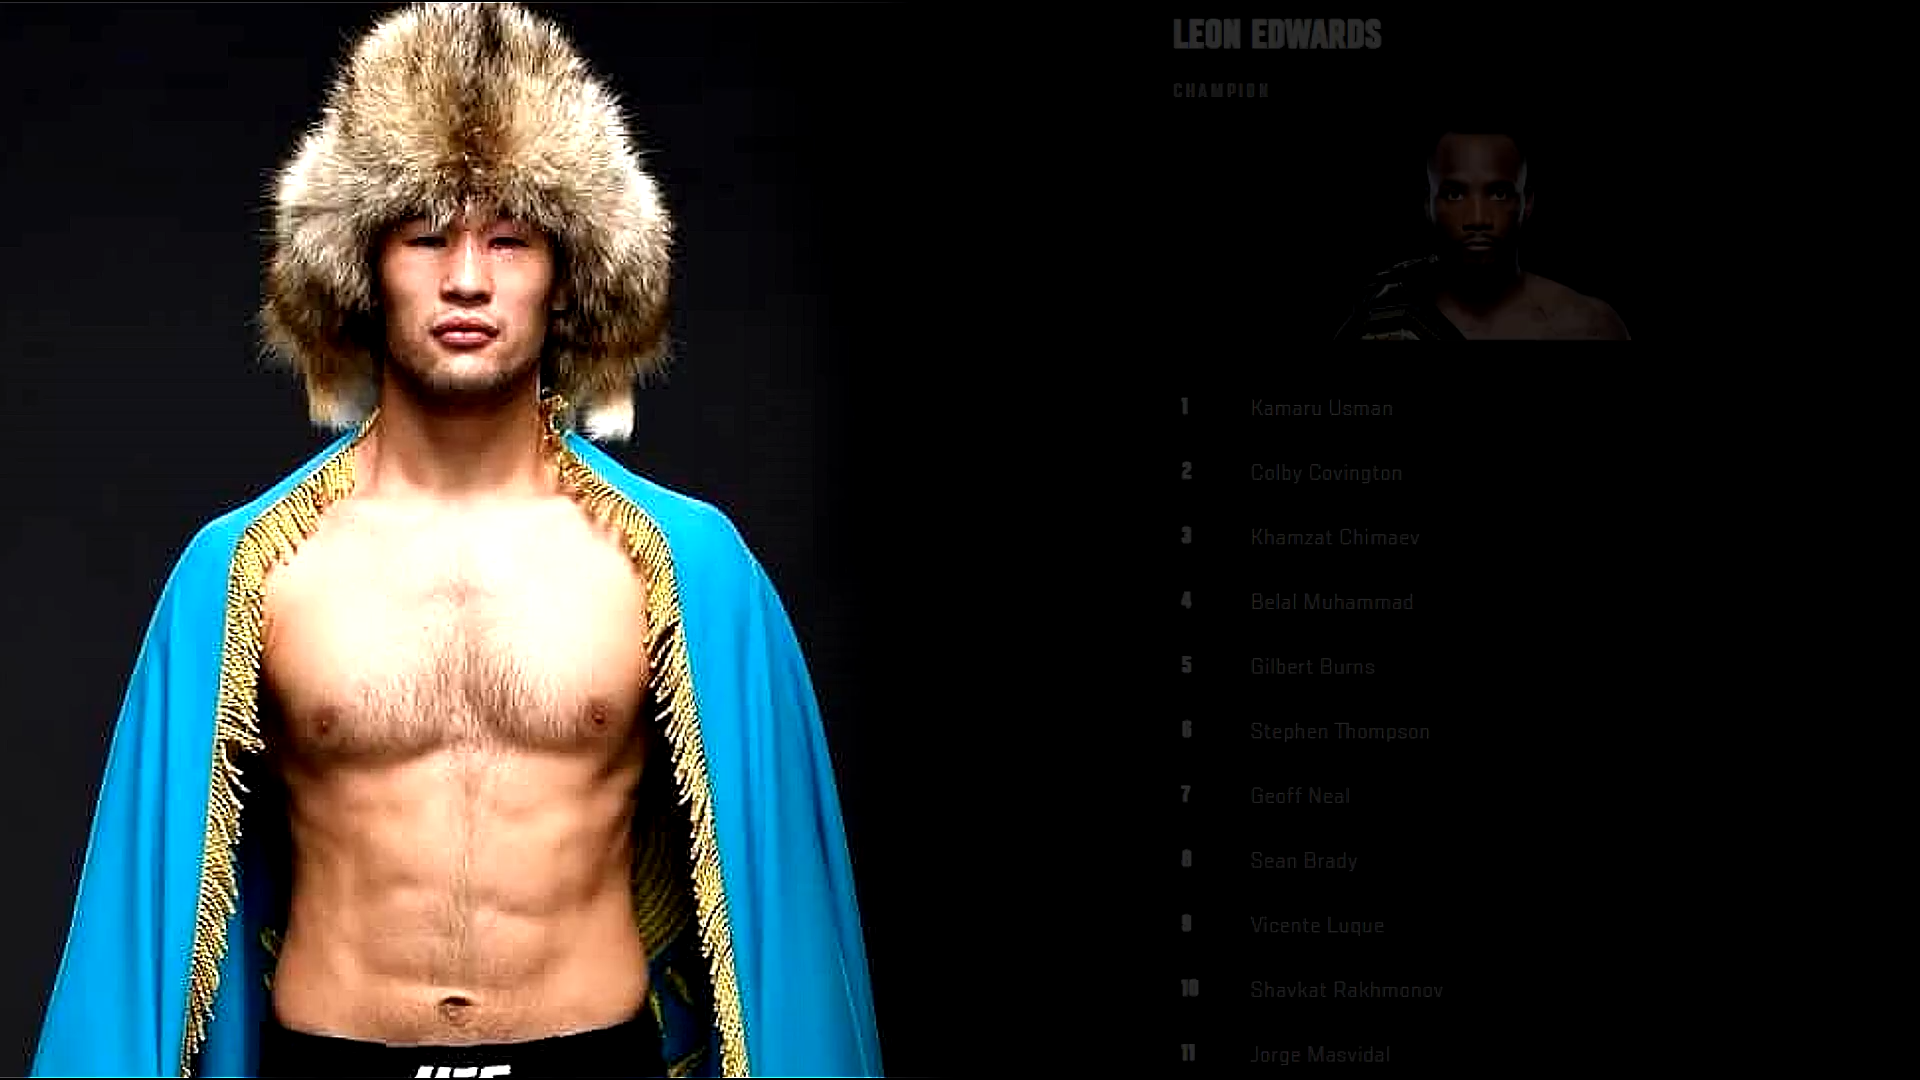 LEON EDWARDS
CHAMPION
1 Kamaru Usman
2 Colby Covington
3 Khamzat Chimaev
4 Belal Muhammad
5 Gilbert Burns
6 Stephen Thompson
7 Geoff Neal
8 Sean Brady
9 Vicente Luque
10 Shavkat Rakhmonov
11 Jorge Masvidal
UFC